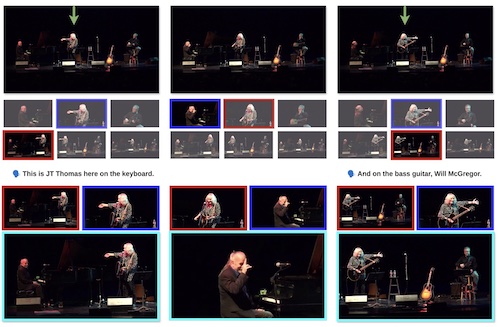 This is JT Thomas here on the keyboard.
And on the bass guitar, Will McGregor.